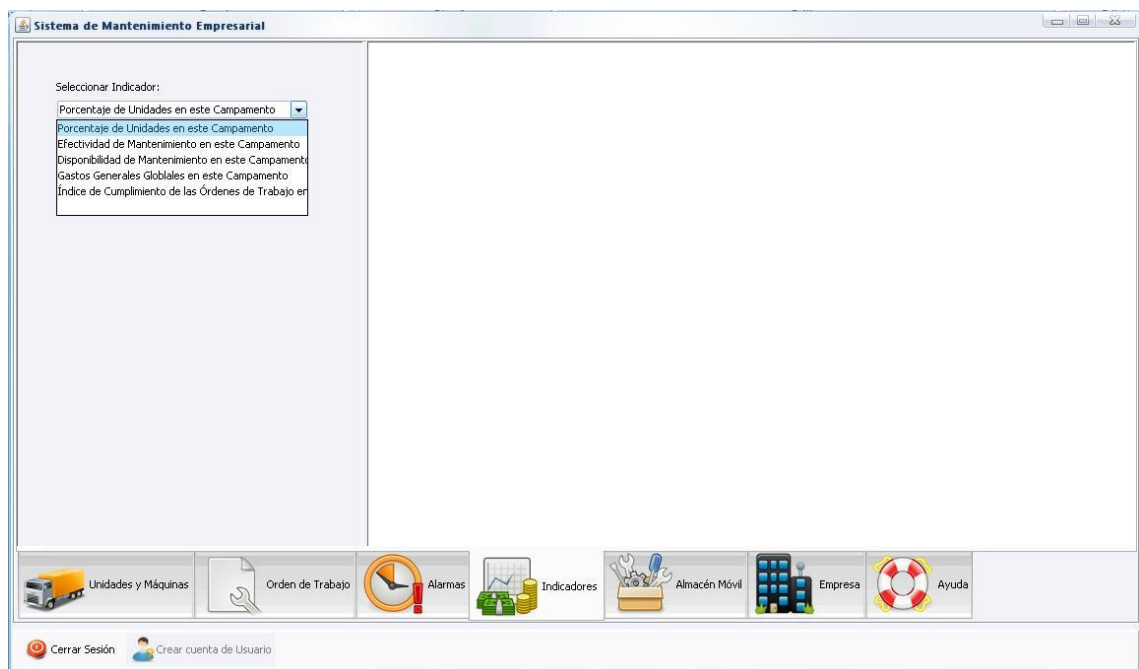 Sistema de Mantenimiento Empresarial
Seleccionar Indicador:
Porcentaje de Unidades en este Campamento
Porcentaje de Unidades en este Campamento
Efectividad de Mantenimiento en este Campamento
Disponibilidad de Mantenimiento en este Campamento
Gastos Generales Globlales en este Campamento
Índice de Cumplimiento de las Órdenes de Trabajo en
Unidades y Máquinas
Orden de Trabajo
Alarmas
Indicadores
Almacén Móvil
Empresa
Ayuda
Cerrar Sesión
Crear cuenta de Usuario